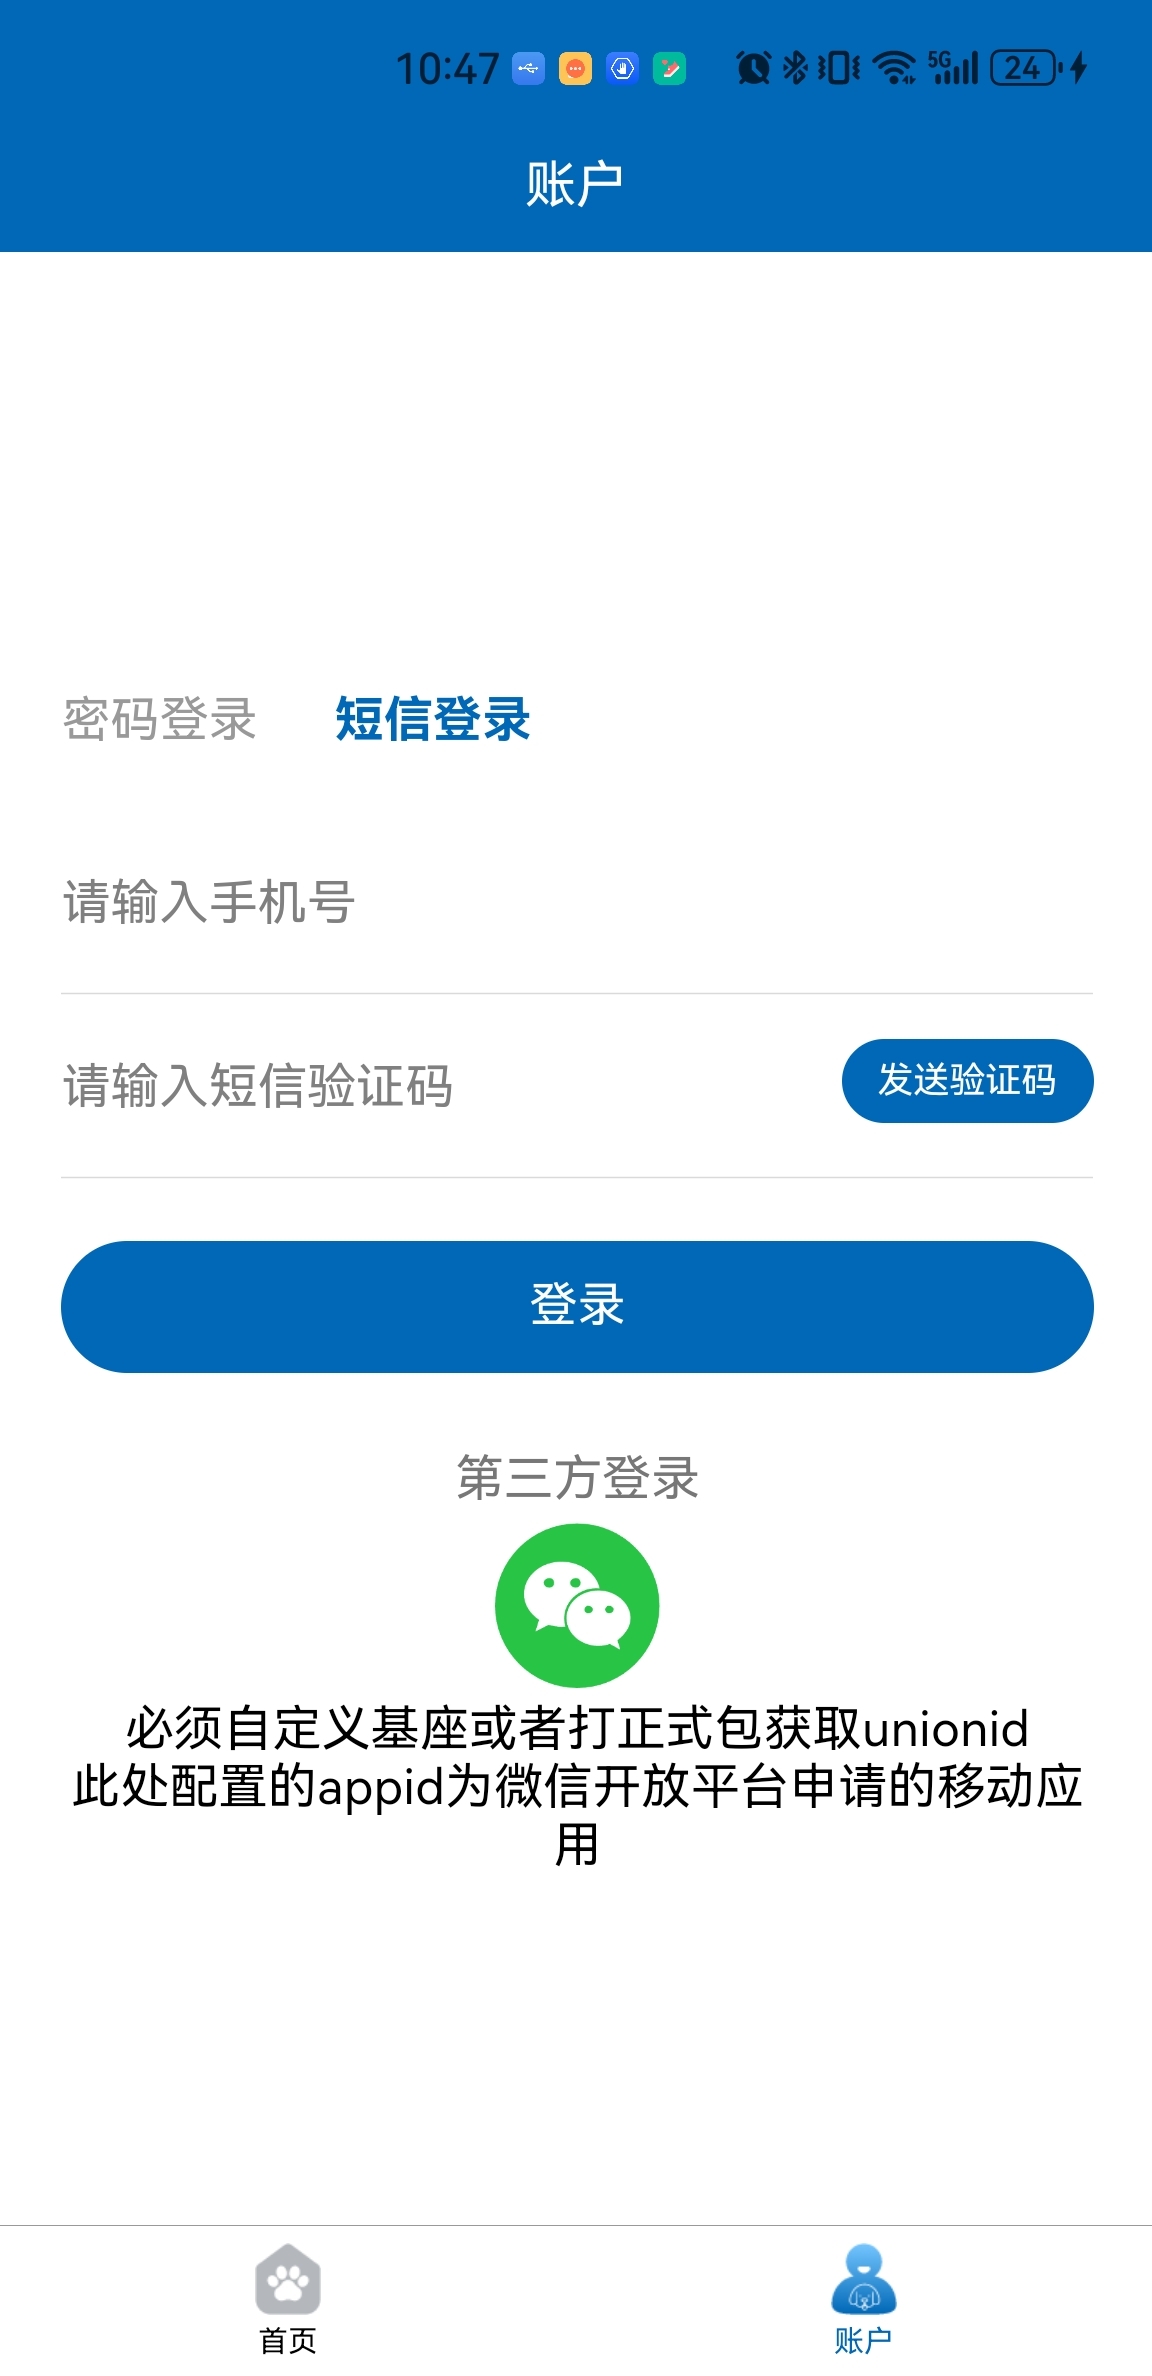 10:47
5G
24
账户
密码登录 短信登录
请输入手机号
请输入短信验证码 发送验证码
登录
第三方登录
必须自定义基座或者打正式包获取unionid
此处配置的appid为微信开放平台申请的移动应
用
首页 账户